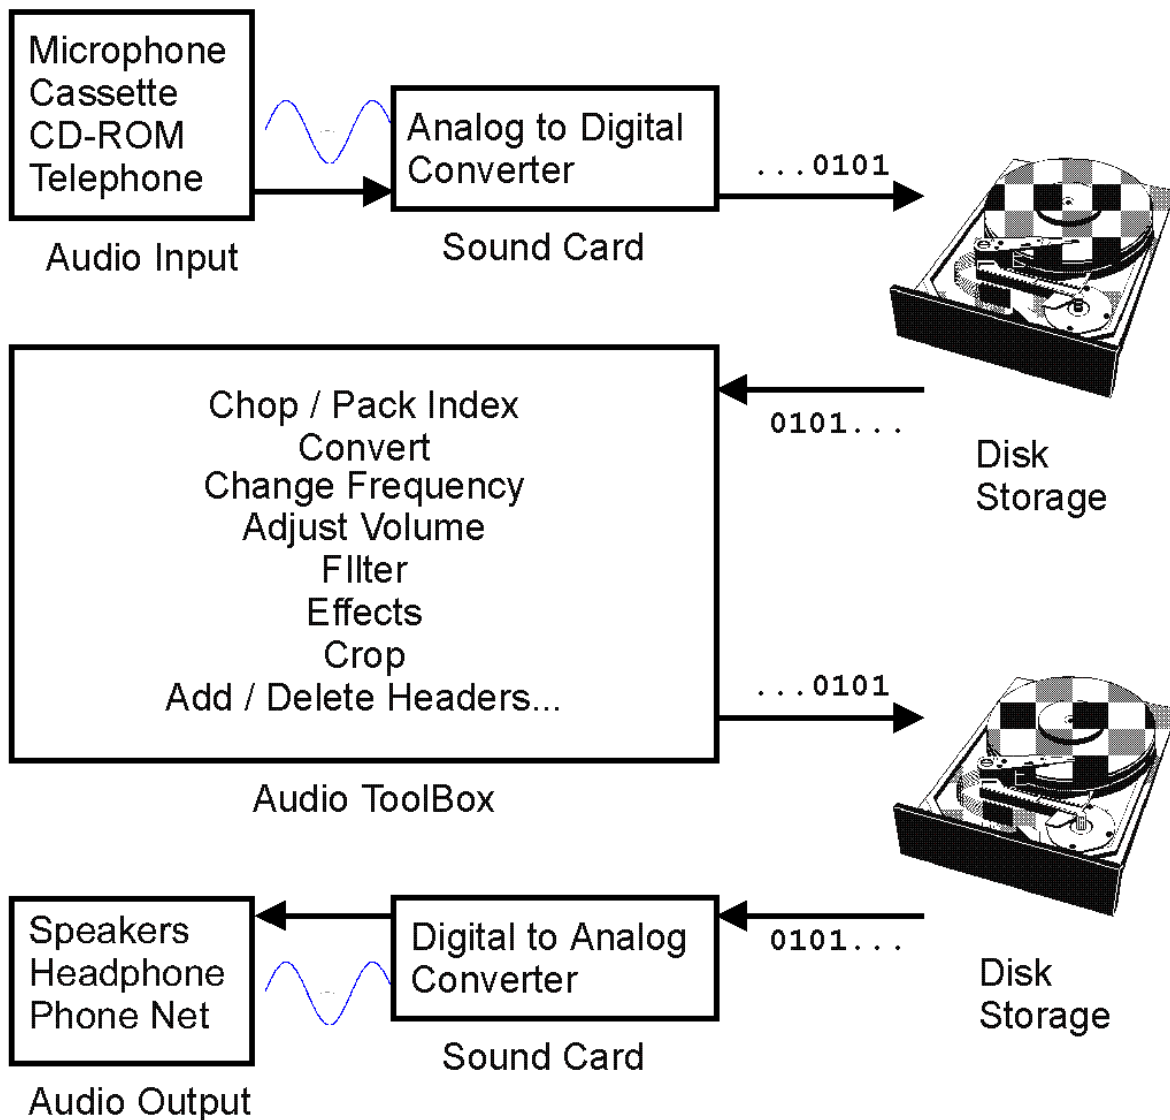 Microphone
Cassette
CD-ROM
Telephone
Audio Input
Analog to Digital
Converter
Sound Card
...0101
0101...
Disk
Storage
Chop / Pack Index
Convert
Change Frequency
Adjust Volume
FIlter
Effects
Crop
Add / Delete Headers...
Audio ToolBox
...0101
0101...
Disk
Storage
Digital to Analog
Converter
Sound Card
Speakers
Headphone
Phone Net
Audio Output